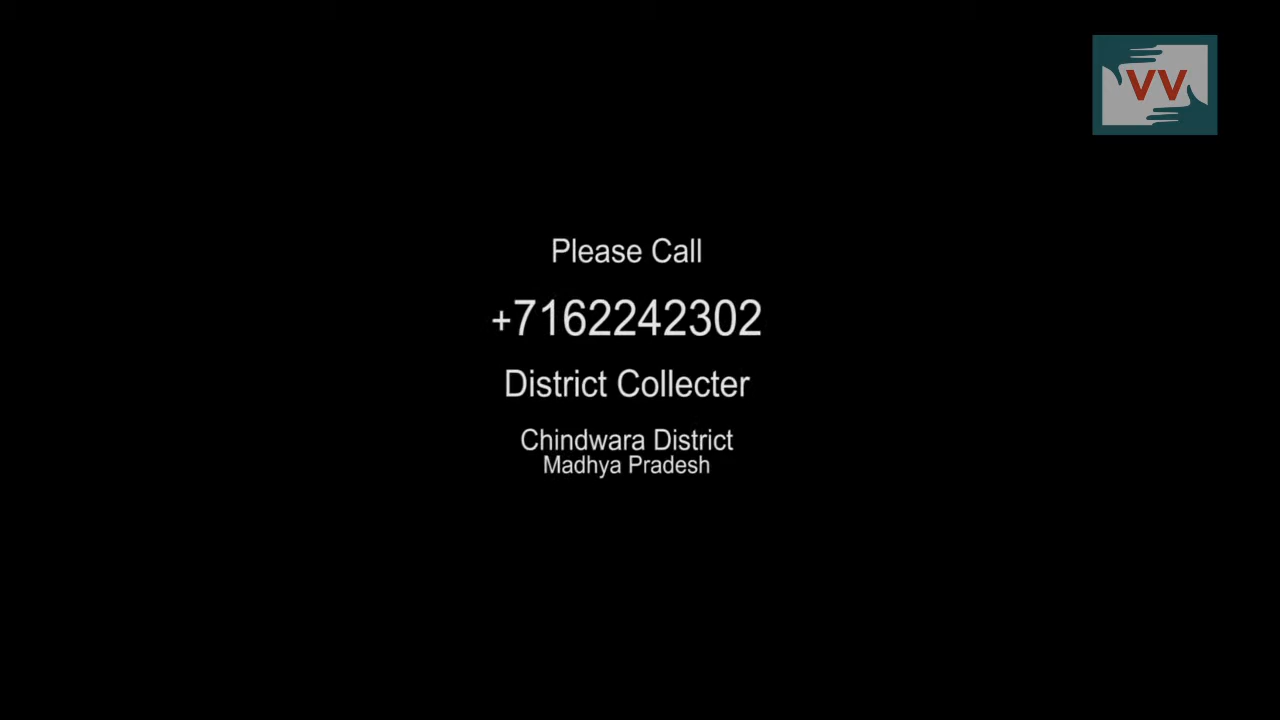 VV
Please Call
+7162242302
District Collecter
Chindwara District
Madhya Pradesh